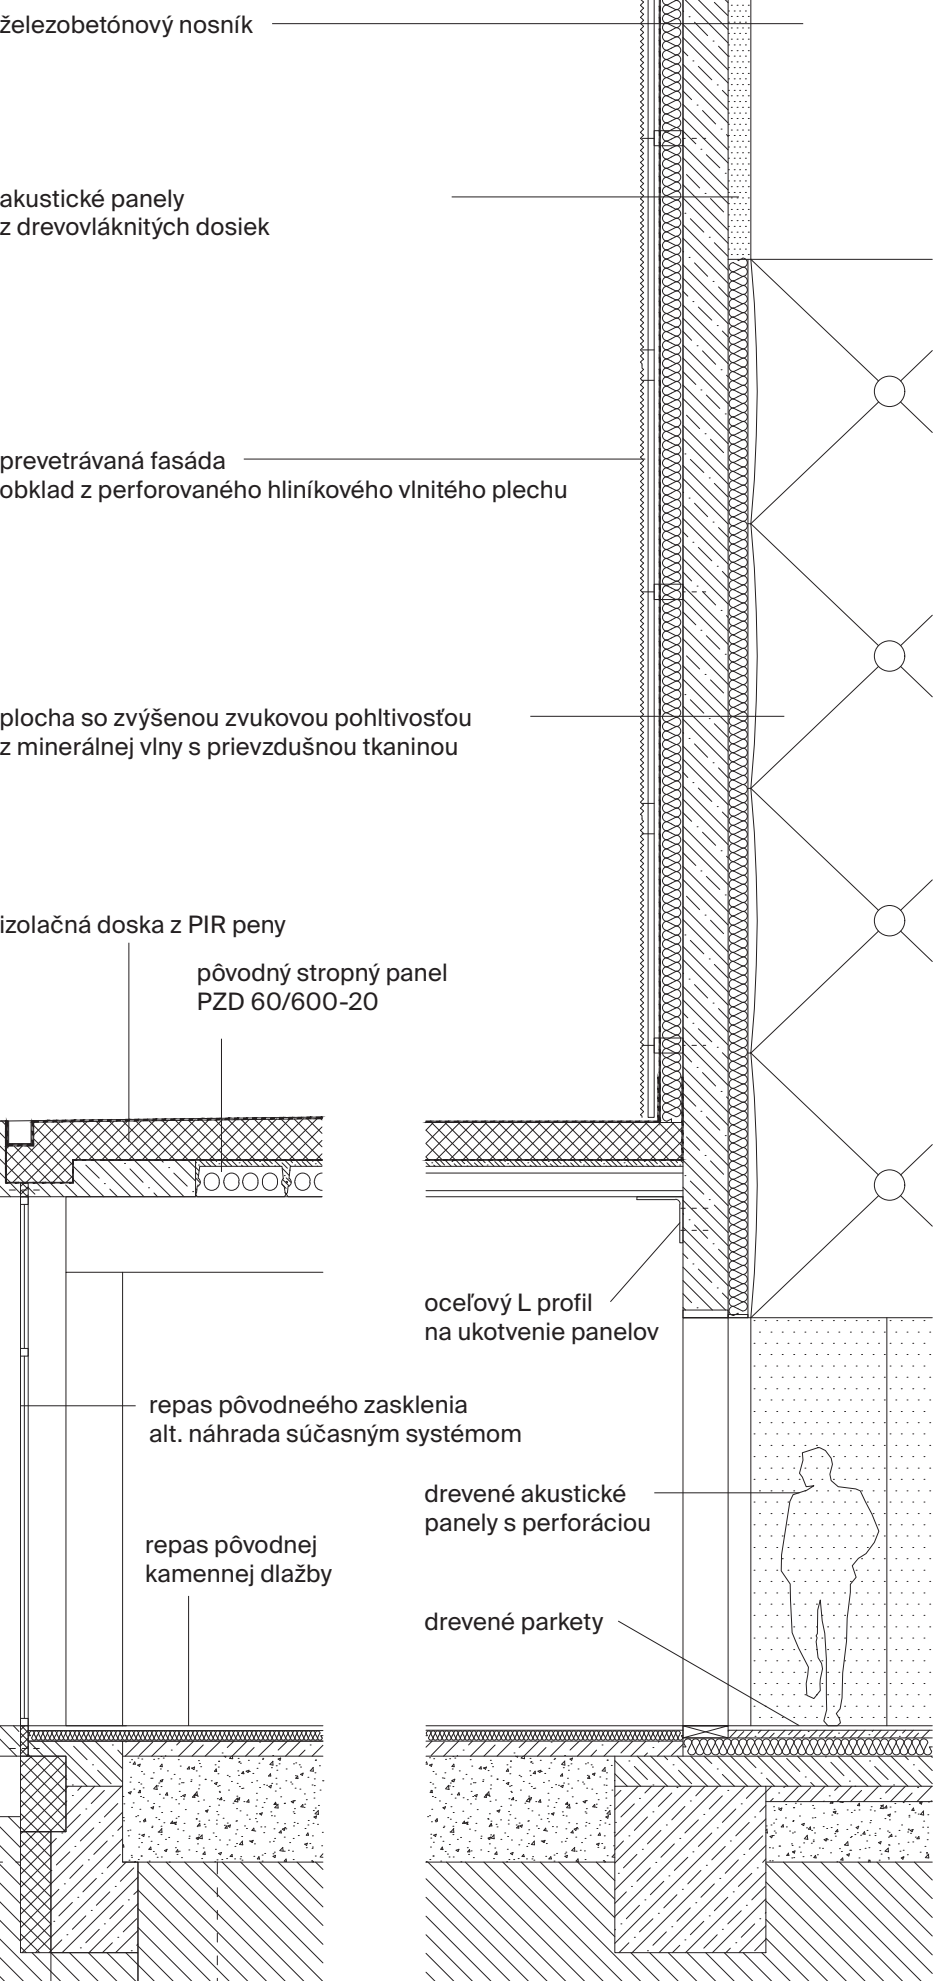 železobetónový nosník
akustické panely
z drevovláknitých dosiek
prevetrávaná fasáda
obklad z perforovaného hliníkového vlnitého plechu
plocha so zvýšenou zvukovou pohltivosťou
z minerálnej vlny s prievzdušnou tkaninou
izolačná doska z PIR peny
pôvodný stropný panel
PZD 60/600-20
oceľový L profil
na ukotvenie panelov
repas pôvodneého zasklenia
alt. náhrada súčasným systémom
drevené akustické
panely s perforáciou
repas pôvodnej
kamennej dlažby
drevené parkety